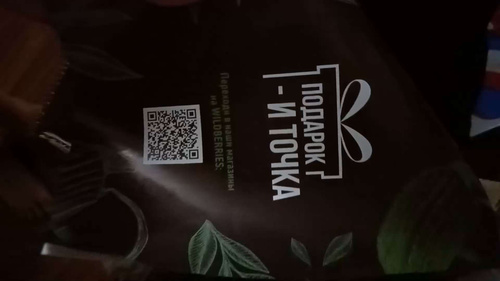 ПОДАРОК
- И ТОЧКА
Переходи в наши магазины
на WILDBERRIES: